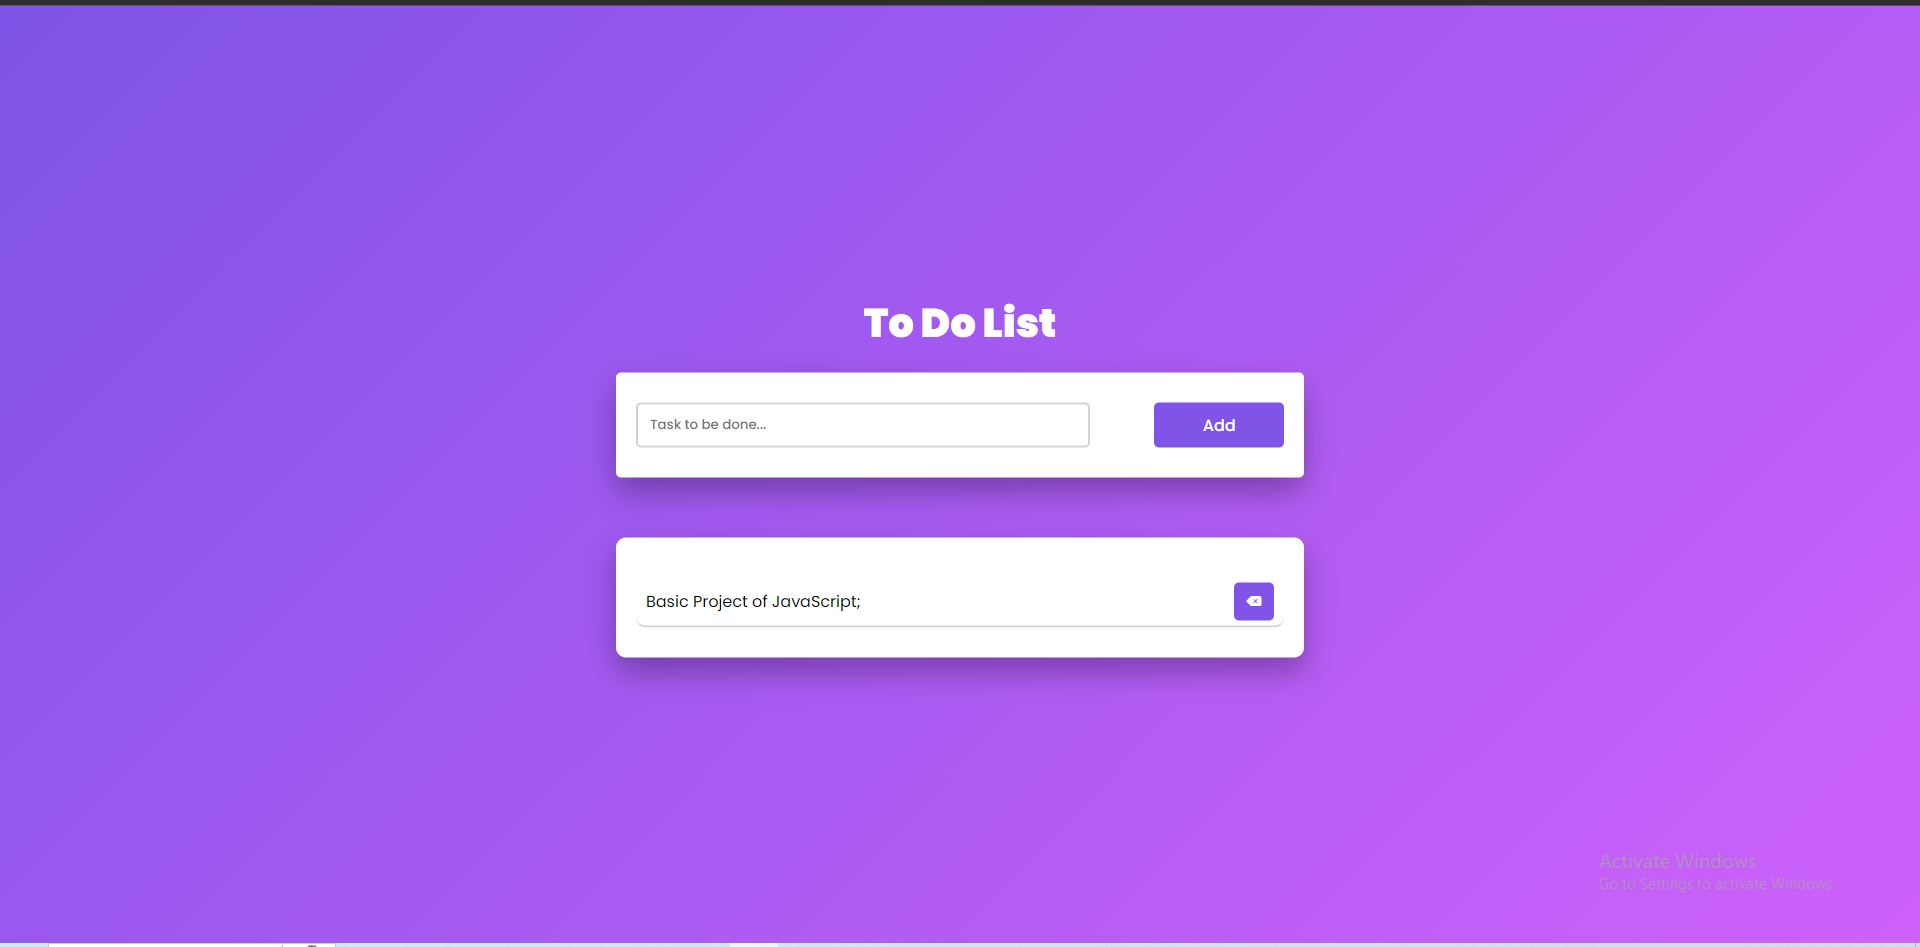 To Do List
Task to be done...
Add
Basic Project of JavaScript;
Activate Windows
Go to Settings to activate Windows.